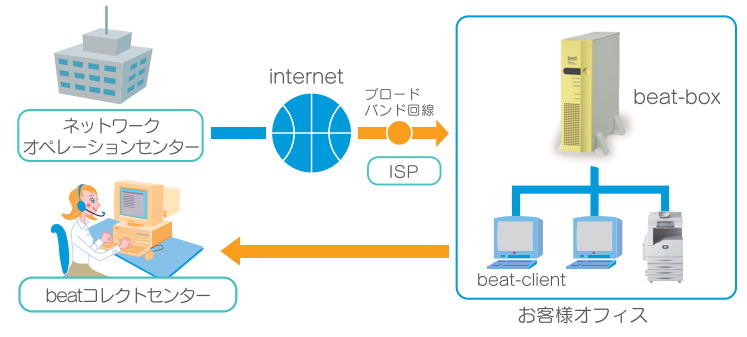 internet
ブロード
バンド回線
ネットワーク
オペレーションセンター
ISP
beat
beat-box
beat-client
beatコレクトセンター
お客様オフィス